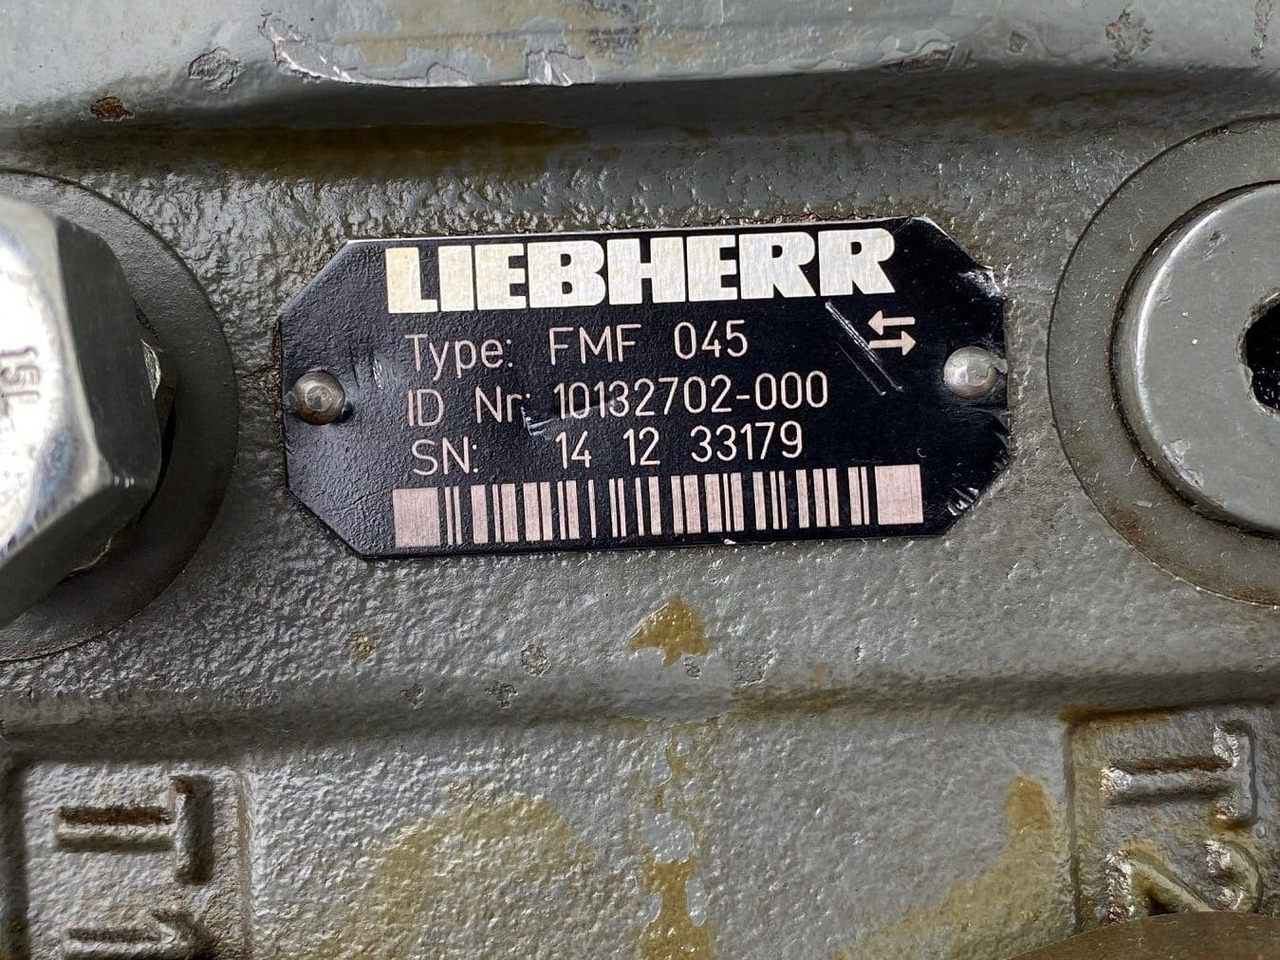 LIEBHERR
Type: FMF 045
ID Nr: 10132702-000
SN: 14 12 33179